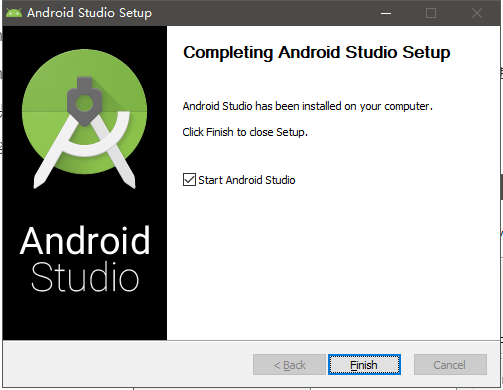 Android Studio Setup
Completing Android Studio Setup
Android Studio has been installed on your computer.
Click Finish to close Setup.
Start Android Studio
Android
Studio
< Back
Finish
Cancel